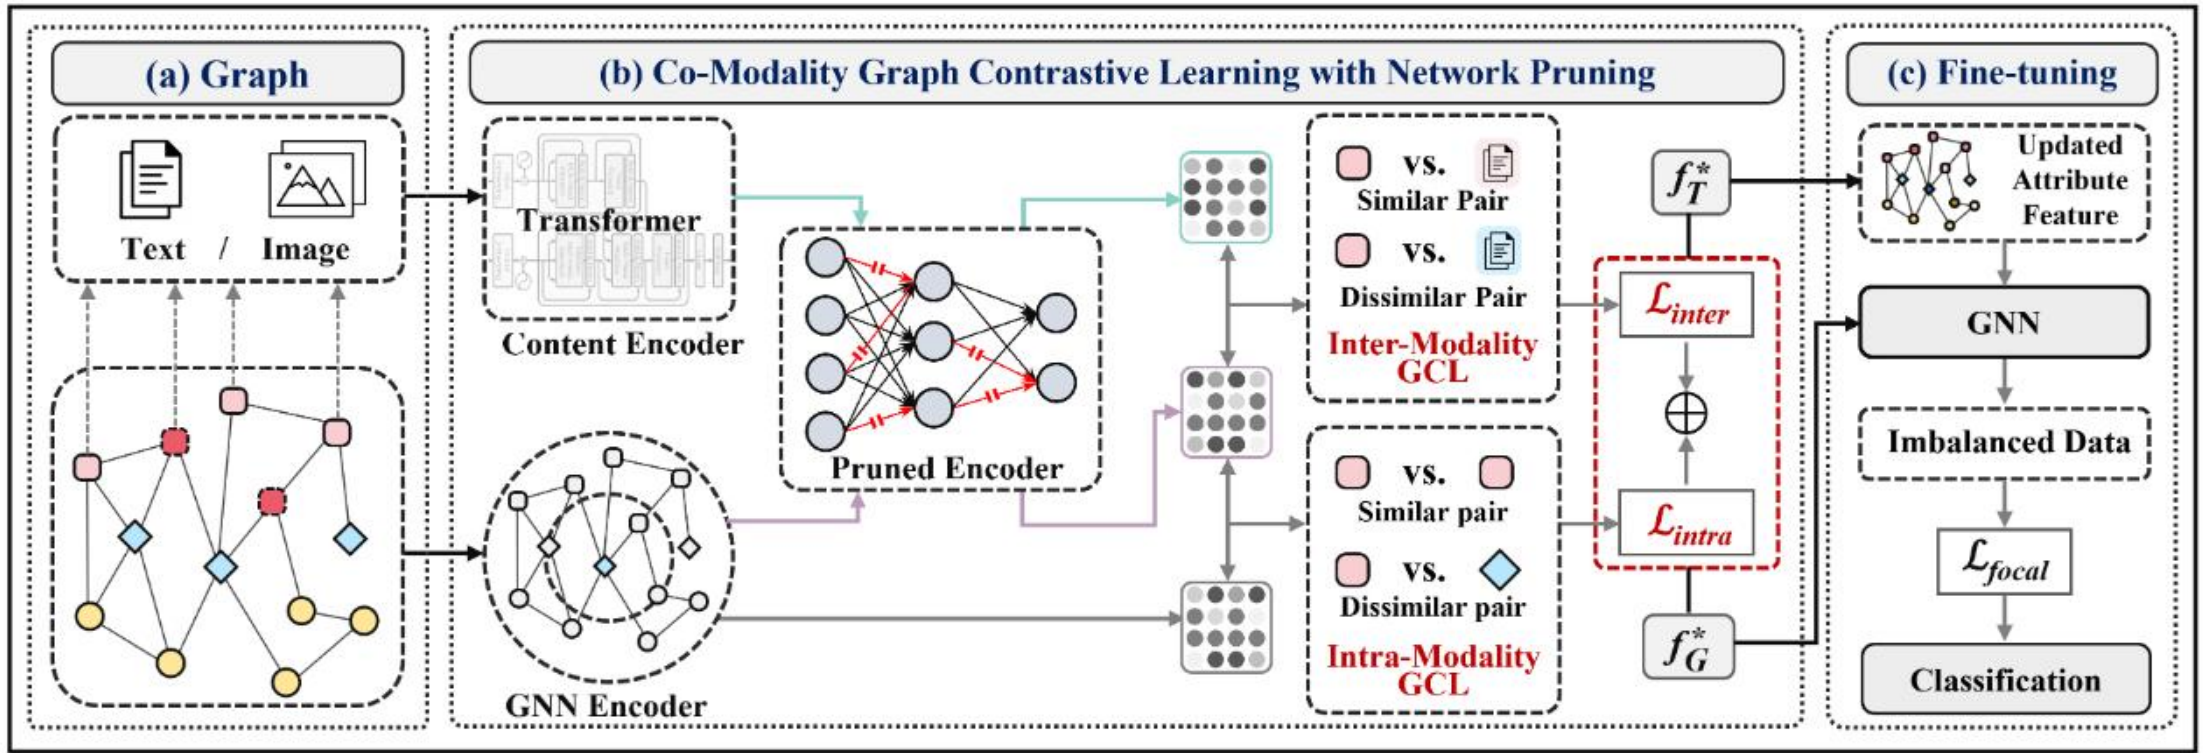 (a) Graph
Text / Image
(b) Co-Modality Graph Contrastive Learning with Network Pruning
Transformer
Content Encoder
Pruned Encoder
GNN Encoder
vs.
Similar Pair
vs.
Dissimilar Pair
Inter-Modality
GCL
vs.
Similar pair
vs.
Dissimilar pair
Intra-Modality
GCL
f*T
ℒinter
⊕
ℒintra
f*G
(c) Fine-tuning
Updated
Attribute
Feature
GNN
Imbalanced Data
ℒfocal
Classification